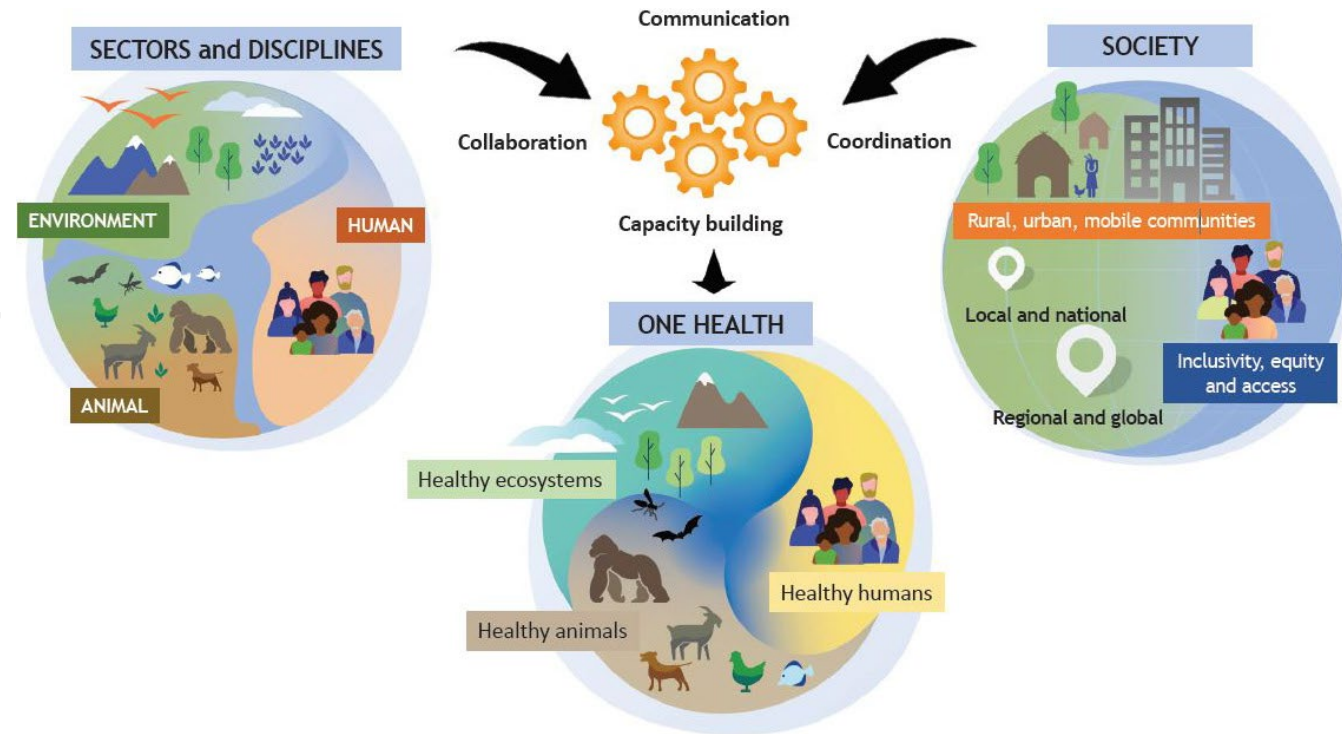 SECTORS and DISCIPLINES
ENVIRONMENT
HUMAN
ANIMAL
Communication
Collaboration
Coordination
Capacity building
SOCIETY
Rural, urban, mobile communities
Local and national
Inclusivity, equity
and access
Regional and global
ONE HEALTH
Healthy ecosystems
Healthy humans
Healthy animals